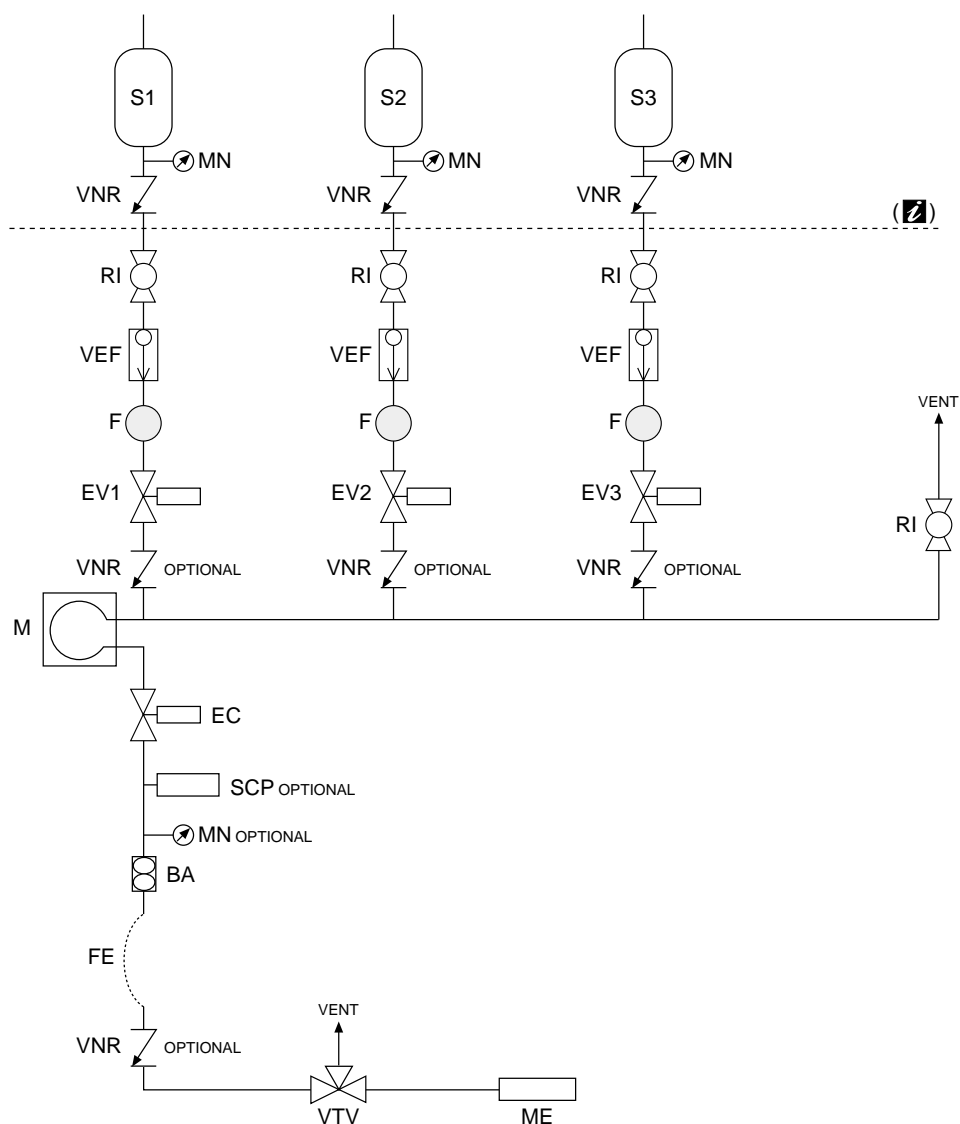 S1 S2 S3
MN MN MN
VNR VNR VNR
(i)
RI RI RI
VEF VEF VEF
VENT
F F F
EV1 EV2 EV3
RI
VNR OPTIONAL VNR OPTIONAL VNR OPTIONAL
M
EC
SCP OPTIONAL
MN OPTIONAL
BA
FE
VENT
VNR OPTIONAL
VTV ME